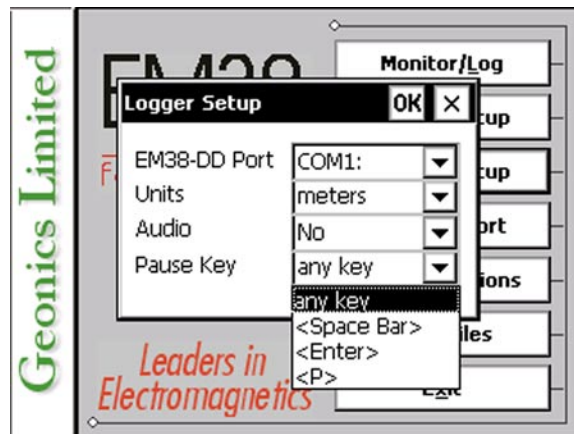 Geonics Limited
EM38
Monitor/Log
Logger Setup OK ×
EM38-DD Port COM1:
Units meters
Audio No
Pause Key any key
any key
<Space Bar>
<Enter>
<P>
Leaders in
Electromagnetics